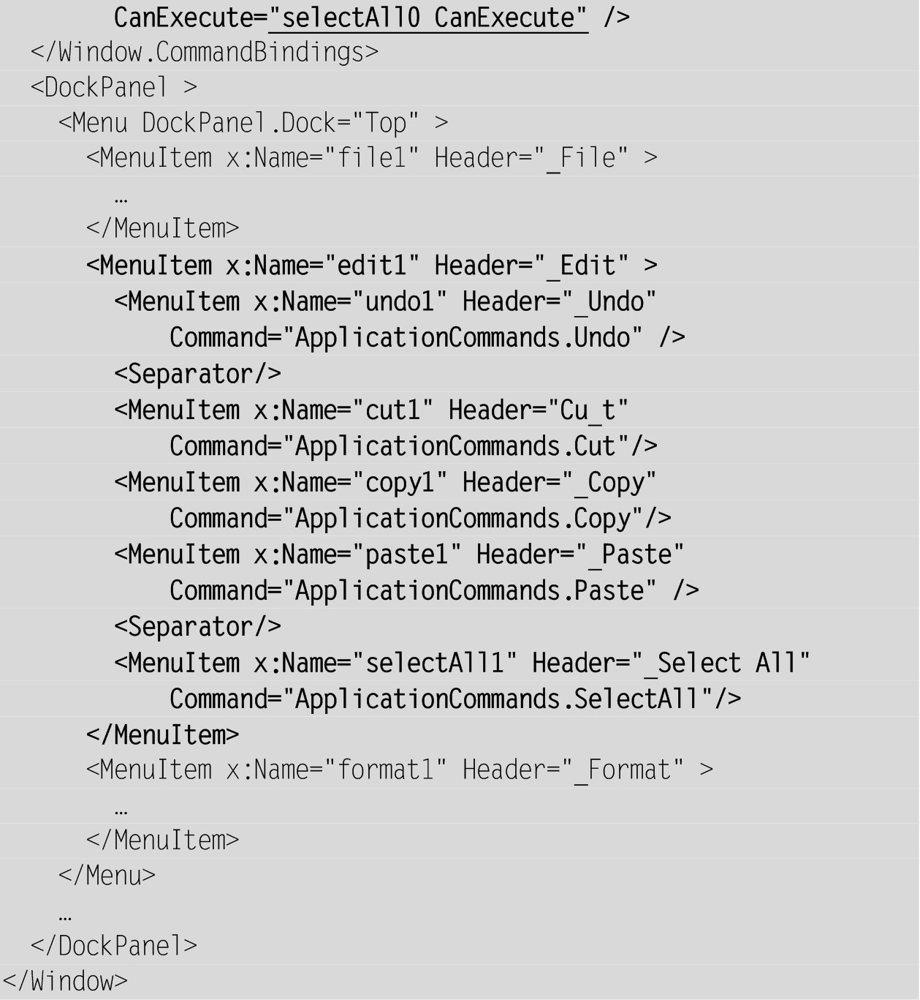 CanExecute="selectAll0 CanExecute" />
  </Window.CommandBindings>
  <DockPanel >
    <Menu DockPanel.Dock="Top" >
      <MenuItem x:Name="file1" Header="_File" >
        …
      </MenuItem>
      <MenuItem x:Name="edit1" Header="_Edit" >
        <MenuItem x:Name="undo1" Header="_Undo"
            Command="ApplicationCommands.Undo" />
        <Separator/>
        <MenuItem x:Name="cut1" Header="Cu_t"
            Command="ApplicationCommands.Cut"/>
        <MenuItem x:Name="copy1" Header="_Copy"
            Command="ApplicationCommands.Copy"/>
        <MenuItem x:Name="paste1" Header="_Paste"
            Command="ApplicationCommands.Paste" />
        <Separator/>
        <MenuItem x:Name="selectAll1" Header="_Select All"
            Command="ApplicationCommands.SelectAll"/>
      </MenuItem>
      <MenuItem x:Name="format1" Header="_Format" >
        …
      </MenuItem>
    </Menu>
    …
  </DockPanel>
</Window>